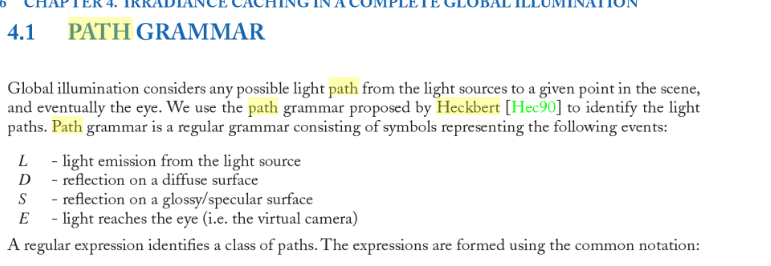 6 CHAPTER 4. IRRADIANCE CACHING IN A COMPLETE GLOBAL ILLUMINATION
4.1 PATH GRAMMAR
Global illumination considers any possible light path from the light sources to a given point in the scene,
and eventually the eye. We use the path grammar proposed by Heckbert [Hec90] to identify the light
paths. Path grammar is a regular grammar consisting of symbols representing the following events:
L - light emission from the light source
D - reflection on a diffuse surface
S - reflection on a glossy/specular surface
E - light reaches the eye (i.e. the virtual camera)
A regular expression identifies a class of paths. The expressions are formed using the common notation: